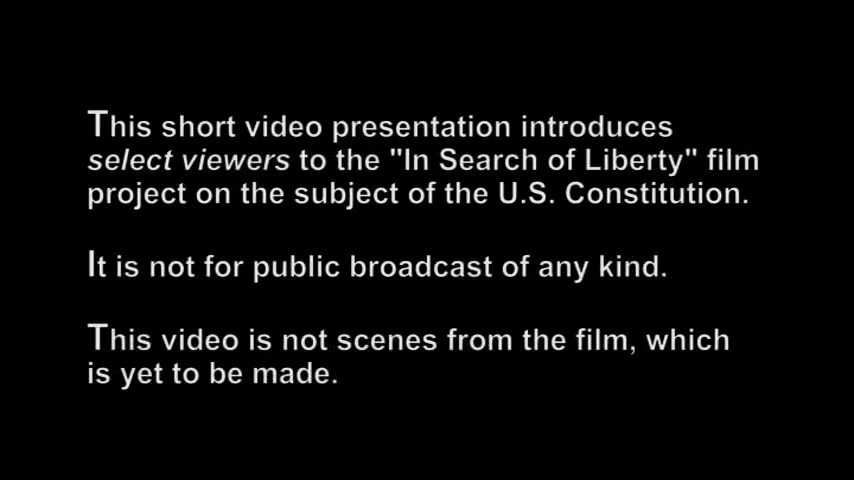 This short video presentation introduces
select viewers to the "In Search of Liberty" film
project on the subject of the U.S. Constitution.
It is not for public broadcast of any kind.
This video is not scenes from the film, which
is yet to be made.